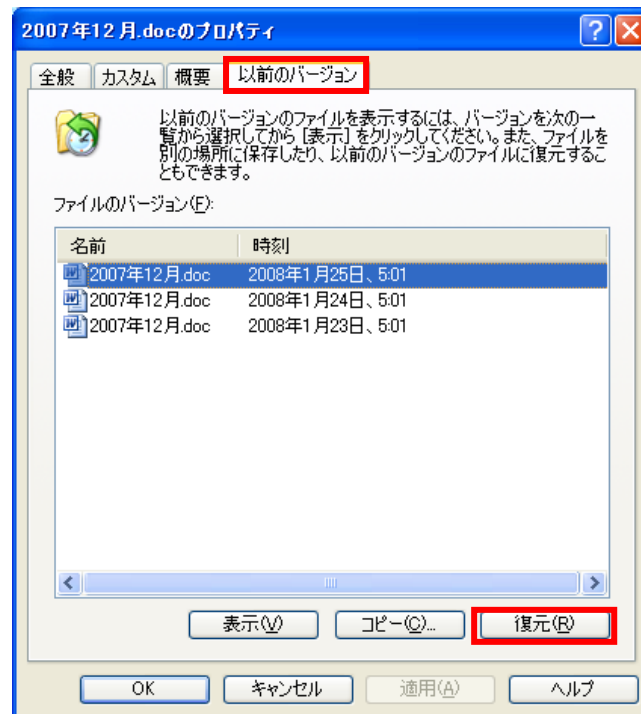 2007年12月.docのプロパティ
全般 カスタム 概要 以前のバージョン
以前のバージョンのファイルを表示するには、バージョンを次の一
覧から選択してから [表示] をクリックしてください。また、ファイルを
別の場所に保存したり、以前のバージョンのファイルに復元するこ
ともできます。
ファイルのバージョン(F):
名前 時刻
2007年12月.doc 2008年1月25日、5:01
2007年12月.doc 2008年1月24日、5:01
2007年12月.doc 2008年1月23日、5:01
表示(V) コピー(C)... 復元(R)
OK キャンセル 適用(A) ヘルプ